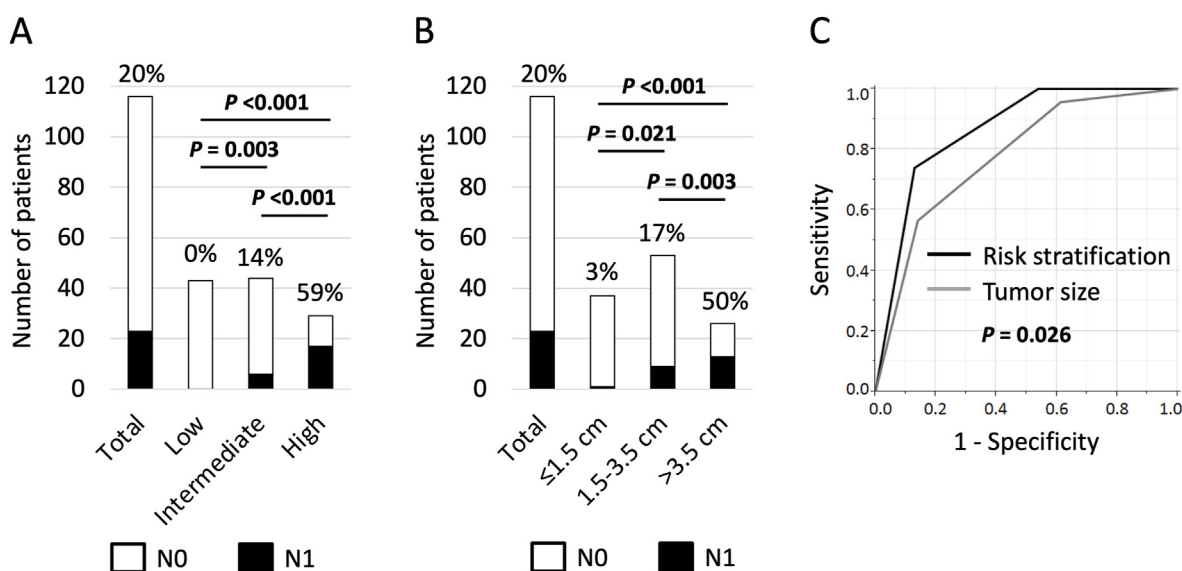 A
Number of patients
120
100
80
60
40
20
0
20%
0%
14%
59%
P <0.001
P = 0.003
P <0.001
Total
Low
Intermediate
High
N0
N1
B
Number of patients
120
100
80
60
40
20
0
20%
3%
17%
50%
P <0.001
P = 0.021
P = 0.003
Total
≤1.5 cm
1.5-3.5 cm
>3.5 cm
N0
N1
C
Sensitivity
1.0
0.8
0.6
0.4
0.2
0.0
Risk stratification
Tumor size
P = 0.026
0.0
0.2
0.4
0.6
0.8
1.0
1 - Specificity